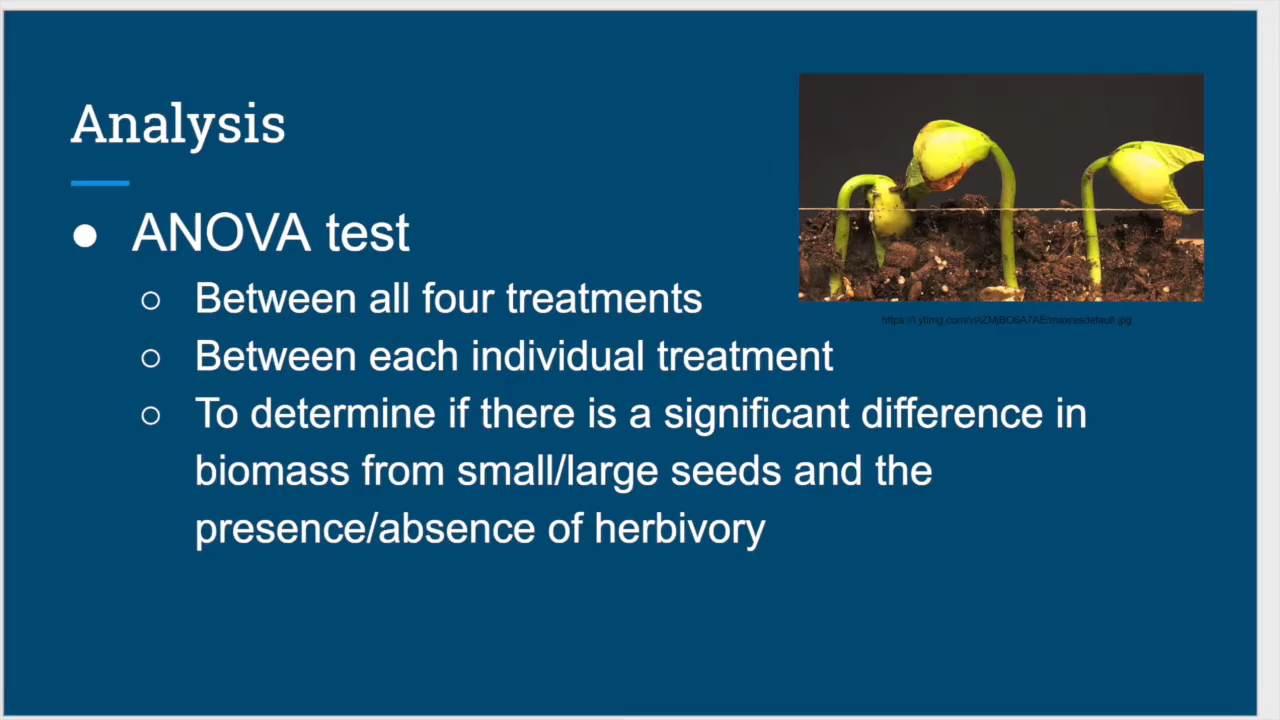 Analysis
● ANOVA test
○ Between all four treatments
○ Between each individual treatment
○ To determine if there is a significant difference in
biomass from small/large seeds and the
presence/absence of herbivory